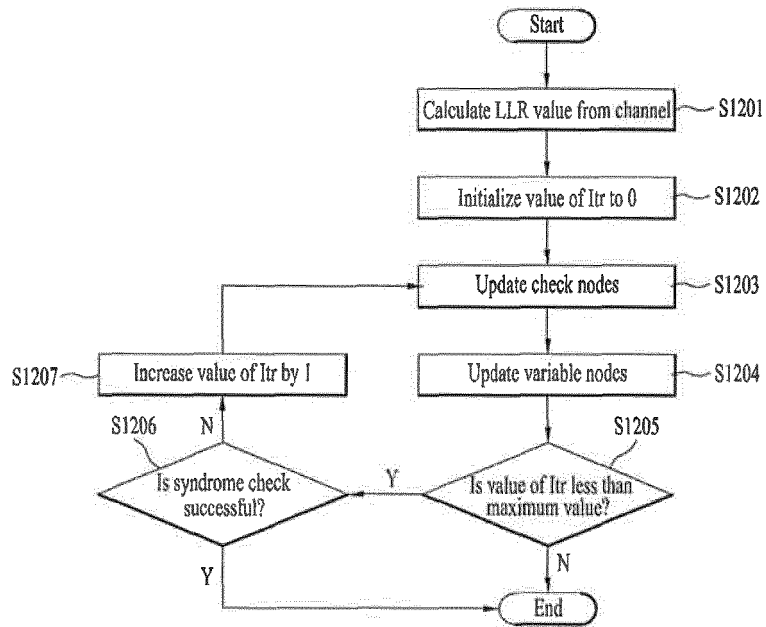 Start
Calculate LLR value from channel
S1201
Initialize value of Itr to 0
S1202
Update check nodes
S1203
Increase value of Itr by 1
S1207
Update variable nodes
S1204
S1206
N
S1205
Is syndrome check
successful?
Y
Is value of Itr less than
maximum value?
Y
N
End